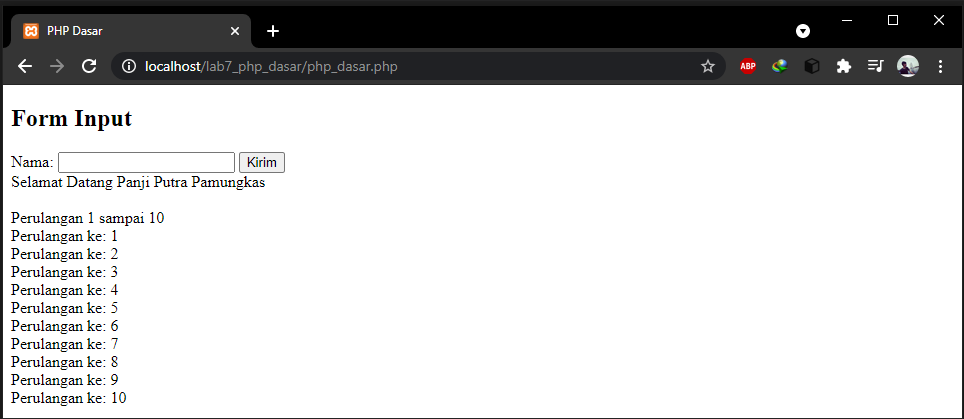 PHP Dasar
localhost/lab7_php_dasar/php_dasar.php
ABP
Form Input
Nama: Kirim
Selamat Datang Panji Putra Pamungkas
Perulangan 1 sampai 10
Perulangan ke: 1
Perulangan ke: 2
Perulangan ke: 3
Perulangan ke: 4
Perulangan ke: 5
Perulangan ke: 6
Perulangan ke: 7
Perulangan ke: 8
Perulangan ke: 9
Perulangan ke: 10